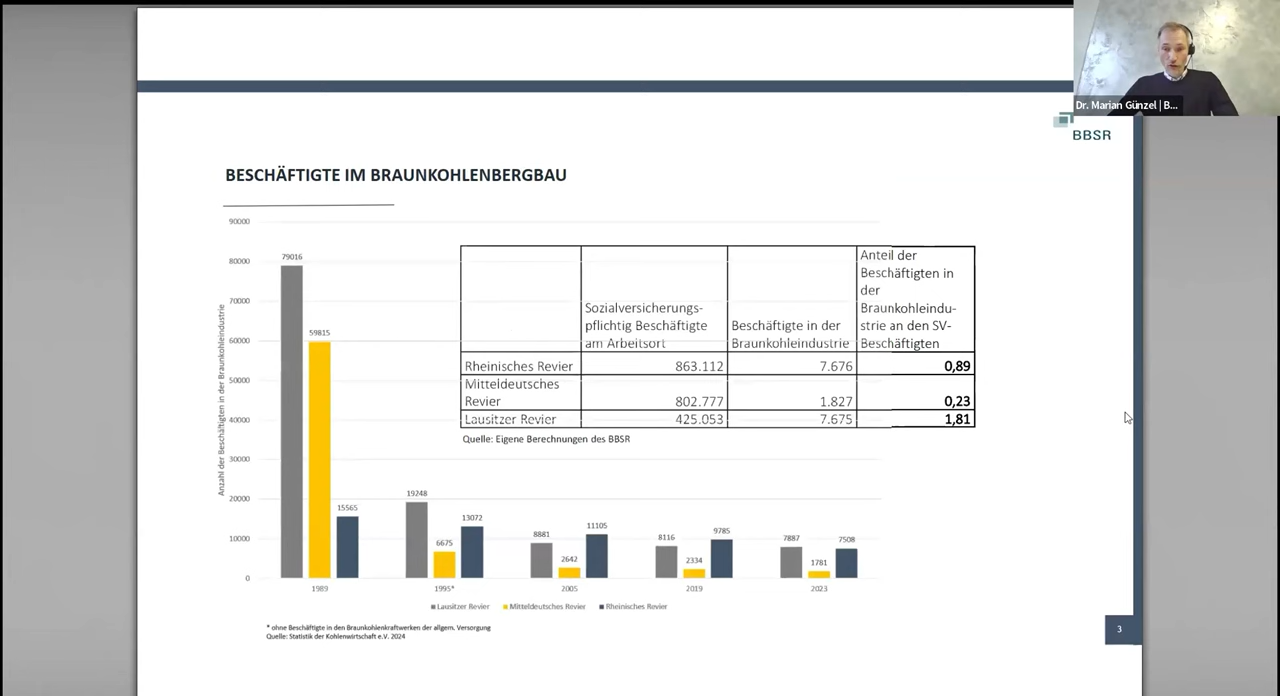 Dr. Marian Günzel | B...
BBSR
BESCHÄFTIGTE IM BRAUNKOHLENBERGBAU
Anzahl der Beschäftigten in der Braunkohleindustrie
90000
80000
70000
60000
50000
40000
30000
20000
10000
0
79016
59815
15565
19248
6675
13072
8881
2642
11105
8116
2334
9785
7887
1781
7508
1989
1995*
2005
2019
2023
Lausitzer Revier Mitteldeutsches Revier Rheinisches Revier
Sozialversicherungs-
pflichtig Beschäftigte
am Arbeitsort
Beschäftigte in der
Braunkohleindustrie
Anteil der
Beschäftigten in
der
Braunkohleindu-
strie an den SV-
Beschäftigten
Rheinisches Revier 863.112 7.676 0,89
Mitteldeutsches
Revier 802.777 1.827 0,23
Lausitzer Revier 425.053 7.675 1,81
Quelle: Eigene Berechnungen des BBSR
* ohne Beschäftigte in den Braunkohlenkraftwerken der allgem. Versorgung
Quelle: Statistik der Kohlenwirtschaft e.V. 2024
3